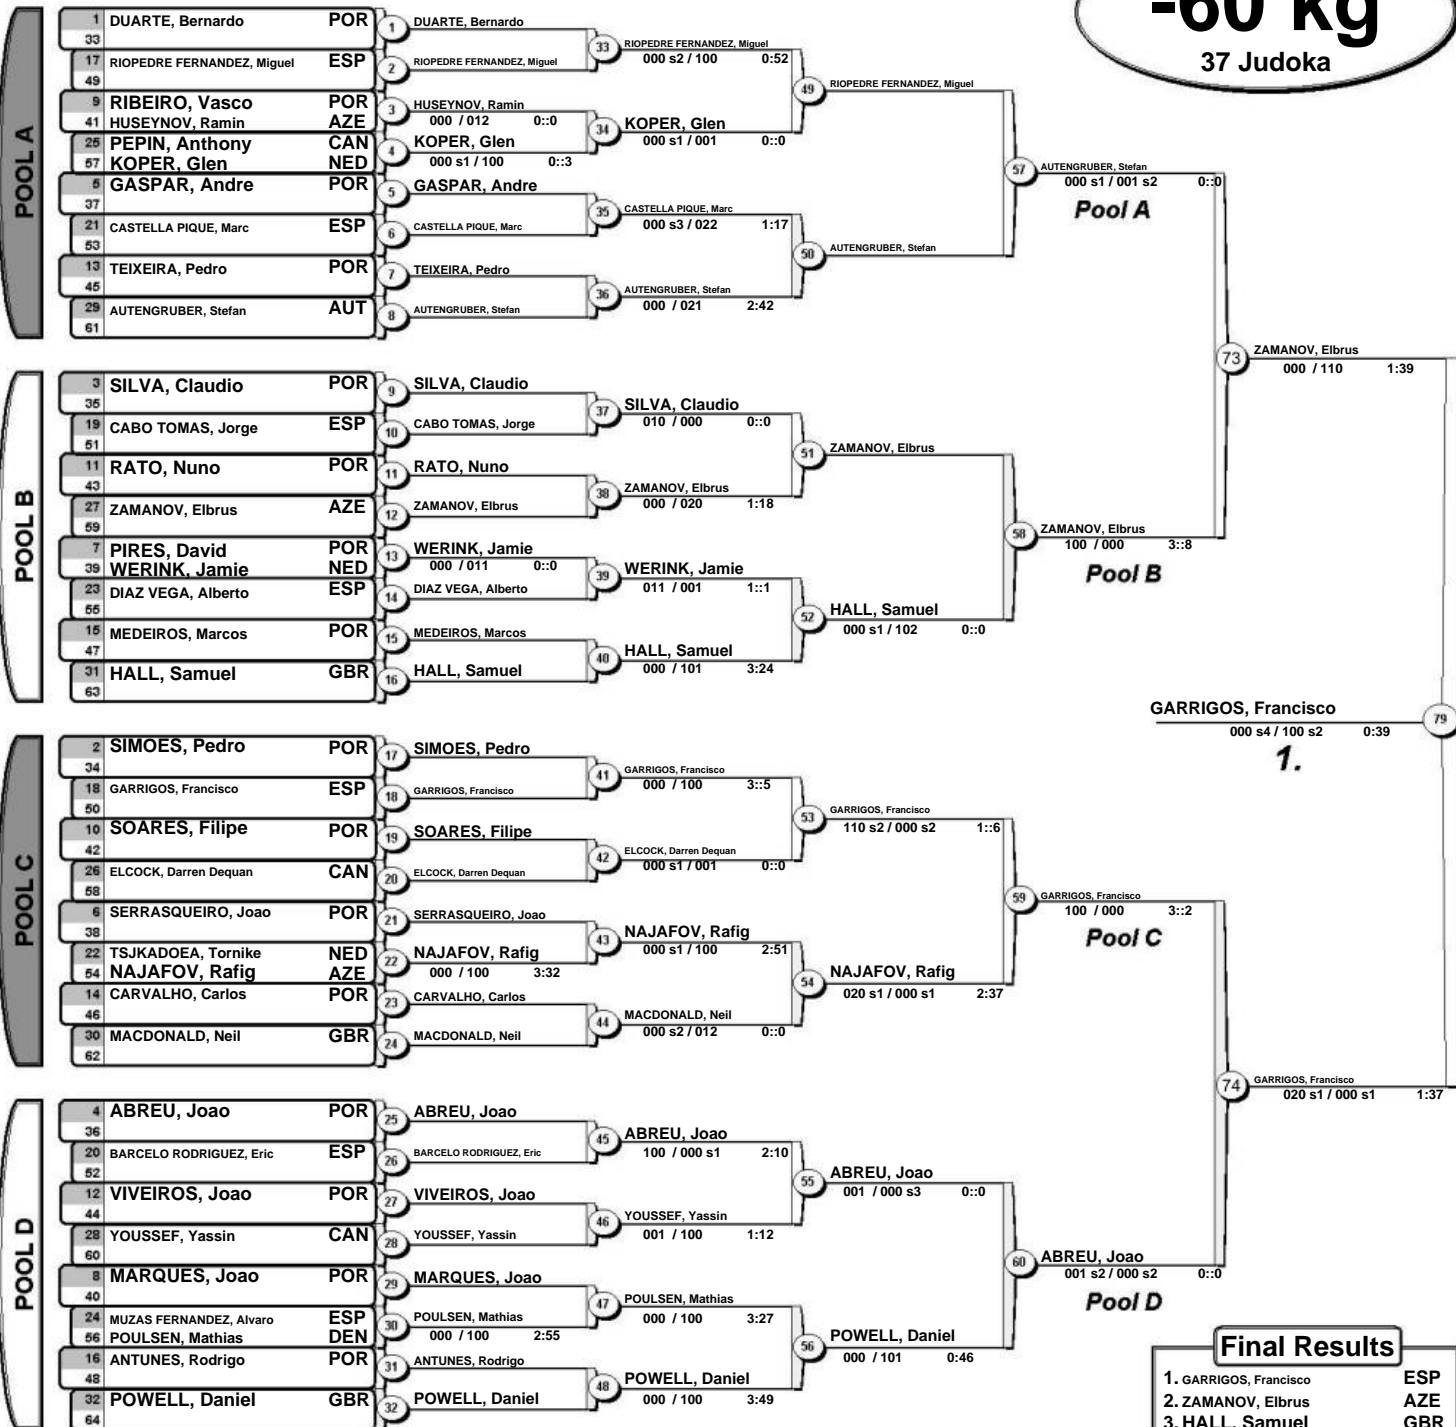 -60 kg
37 Judoka
POOL A
1 DUARTE, Bernardo POR
33
17 RIOPEDRE FERNANDEZ, Miguel ESP
49
9 RIBEIRO, Vasco POR
41 HUSEYNOV, Ramin AZE
25 PEPIN, Anthony CAN
57 KOPER, Glen NED
5 GASPAR, Andre POR
37
21 CASTELLA PIQUE, Marc ESP
53
13 TEIXEIRA, Pedro POR
45
29 AUTENGRUBER, Stefan AUT
61
1 DUARTE, Bernardo
2 RIOPEDRE FERNANDEZ, Miguel
3 HUSEYNOV, Ramin
000 / 012 0::0
4 KOPER, Glen
000 s1 / 100 0::3
5 GASPAR, Andre
6 CASTELLA PIQUE, Marc
7 TEIXEIRA, Pedro
8 AUTENGRUBER, Stefan
33 RIOPEDRE FERNANDEZ, Miguel
000 s2 / 100 0:52
34 KOPER, Glen
000 s1 / 001 0::0
35 CASTELLA PIQUE, Marc
000 s3 / 022 1:17
36 AUTENGRUBER, Stefan
000 / 021 2:42
49 RIOPEDRE FERNANDEZ, Miguel
50 AUTENGRUBER, Stefan
57 AUTENGRUBER, Stefan
000 s1 / 001 s2 0::0
Pool A
POOL B
3 SILVA, Claudio POR
35
19 CABO TOMAS, Jorge ESP
51
11 RATO, Nuno POR
43
27 ZAMANOV, Elbrus AZE
59
7 PIRES, David POR
39 WERINK, Jamie NED
23 DIAZ VEGA, Alberto ESP
55
15 MEDEIROS, Marcos POR
47
31 HALL, Samuel GBR
63
9 SILVA, Claudio
10 CABO TOMAS, Jorge
11 RATO, Nuno
12 ZAMANOV, Elbrus
13 WERINK, Jamie
000 / 011 0::0
14 DIAZ VEGA, Alberto
15 MEDEIROS, Marcos
16 HALL, Samuel
37 SILVA, Claudio
010 / 000 0::0
38 ZAMANOV, Elbrus
000 / 020 1:18
39 WERINK, Jamie
011 / 001 1::1
40 HALL, Samuel
000 / 101 3:24
51 ZAMANOV, Elbrus
52 HALL, Samuel
000 s1 / 102 0::0
58 ZAMANOV, Elbrus
100 / 000 3::8
Pool B
73 ZAMANOV, Elbrus
000 / 110 1:39
GARRIGOS, Francisco 79
000 s4 / 100 s2 0:39
1.
POOL C
2 SIMOES, Pedro POR
34
18 GARRIGOS, Francisco ESP
50
10 SOARES, Filipe POR
42
26 ELCOCK, Darren Dequan CAN
58
6 SERRASQUEIRO, Joao POR
38
22 TSJKADOEA, Tornike NED
54 NAJAFOV, Rafig AZE
14 CARVALHO, Carlos POR
46
30 MACDONALD, Neil GBR
62
17 SIMOES, Pedro
18 GARRIGOS, Francisco
19 SOARES, Filipe
20 ELCOCK, Darren Dequan
21 SERRASQUEIRO, Joao
22 NAJAFOV, Rafig
000 / 100 3:32
23 CARVALHO, Carlos
24 MACDONALD, Neil
41 GARRIGOS, Francisco
000 / 100 3::5
42 ELCOCK, Darren Dequan
000 s1 / 001 0::0
43 NAJAFOV, Rafig
000 s1 / 100 2:51
44 MACDONALD, Neil
000 s2 / 012 0::0
53 GARRIGOS, Francisco
110 s2 / 000 s2 1::6
54 NAJAFOV, Rafig
020 s1 / 000 s1 2:37
59 GARRIGOS, Francisco
100 / 000 3::2
Pool C
74 GARRIGOS, Francisco
020 s1 / 000 s1 1:37
POOL D
4 ABREU, Joao POR
36
20 BARCELO RODRIGUEZ, Eric ESP
52
12 VIVEIROS, Joao POR
44
28 YOUSSEF, Yassin CAN
60
8 MARQUES, Joao POR
40
24 MUZAS FERNANDEZ, Alvaro ESP
56 POULSEN, Mathias DEN
16 ANTUNES, Rodrigo POR
48
32 POWELL, Daniel GBR
64
25 ABREU, Joao
26 BARCELO RODRIGUEZ, Eric
27 VIVEIROS, Joao
28 YOUSSEF, Yassin
29 MARQUES, Joao
30 POULSEN, Mathias
000 / 100 2:55
31 ANTUNES, Rodrigo
32 POWELL, Daniel
45 ABREU, Joao
100 / 000 s1 2:10
46 YOUSSEF, Yassin
001 / 100 1:12
47 POULSEN, Mathias
000 / 100 3:27
48 POWELL, Daniel
000 / 100 3:49
55 ABREU, Joao
001 / 000 s3 0::0
56 POWELL, Daniel
000 / 101 0:46
60 ABREU, Joao
001 s2 / 000 s2 0::0
Pool D
Final Results
1. GARRIGOS, Francisco ESP
2. ZAMANOV, Elbrus AZE
3. HALL, Samuel GBR